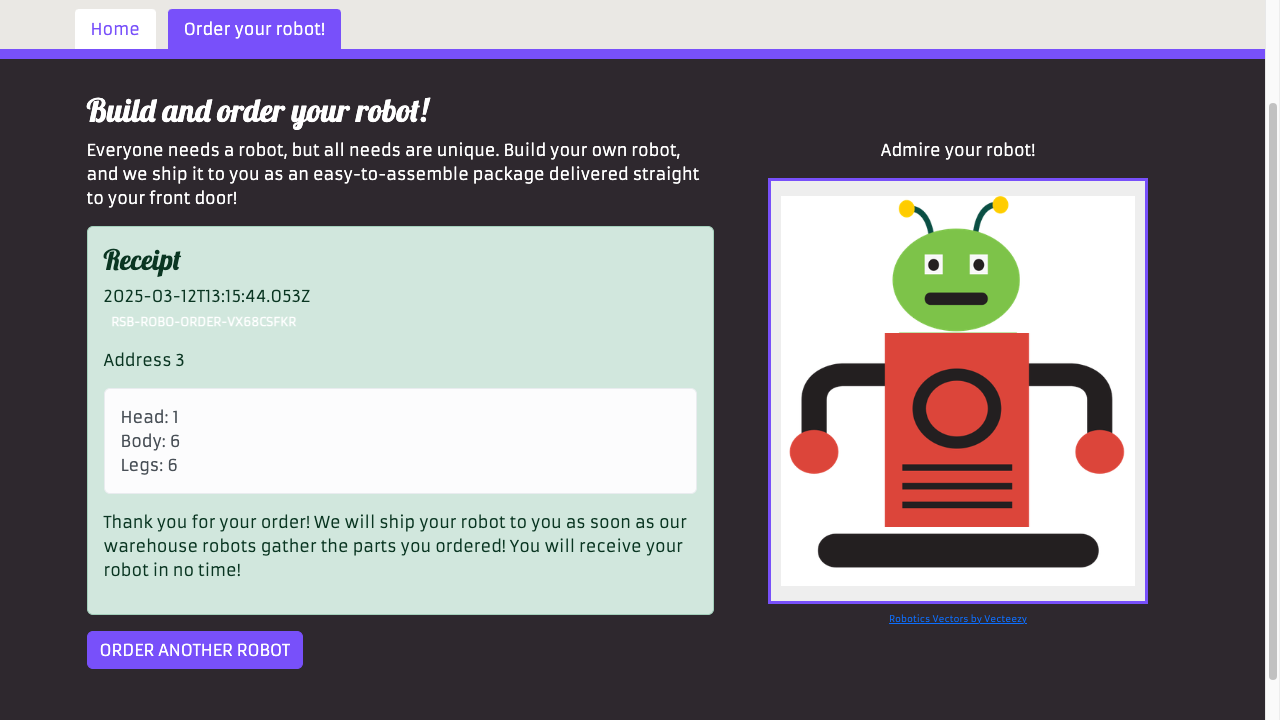 Home
Order your robot!
Build and order your robot!
Everyone needs a robot, but all needs are unique. Build your own robot,
and we ship it to you as an easy-to-assemble package delivered straight
to your front door!
Receipt
2025-03-12T13:15:44.053Z
RSB-ROBO-ORDER-VX68CSFKR
Address 3
Head: 1
Body: 6
Legs: 6
Thank you for your order! We will ship your robot to you as soon as our
warehouse robots gather the parts you ordered! You will receive your
robot in no time!
ORDER ANOTHER ROBOT
Admire your robot!
Robotics Vectors by Vecteezy